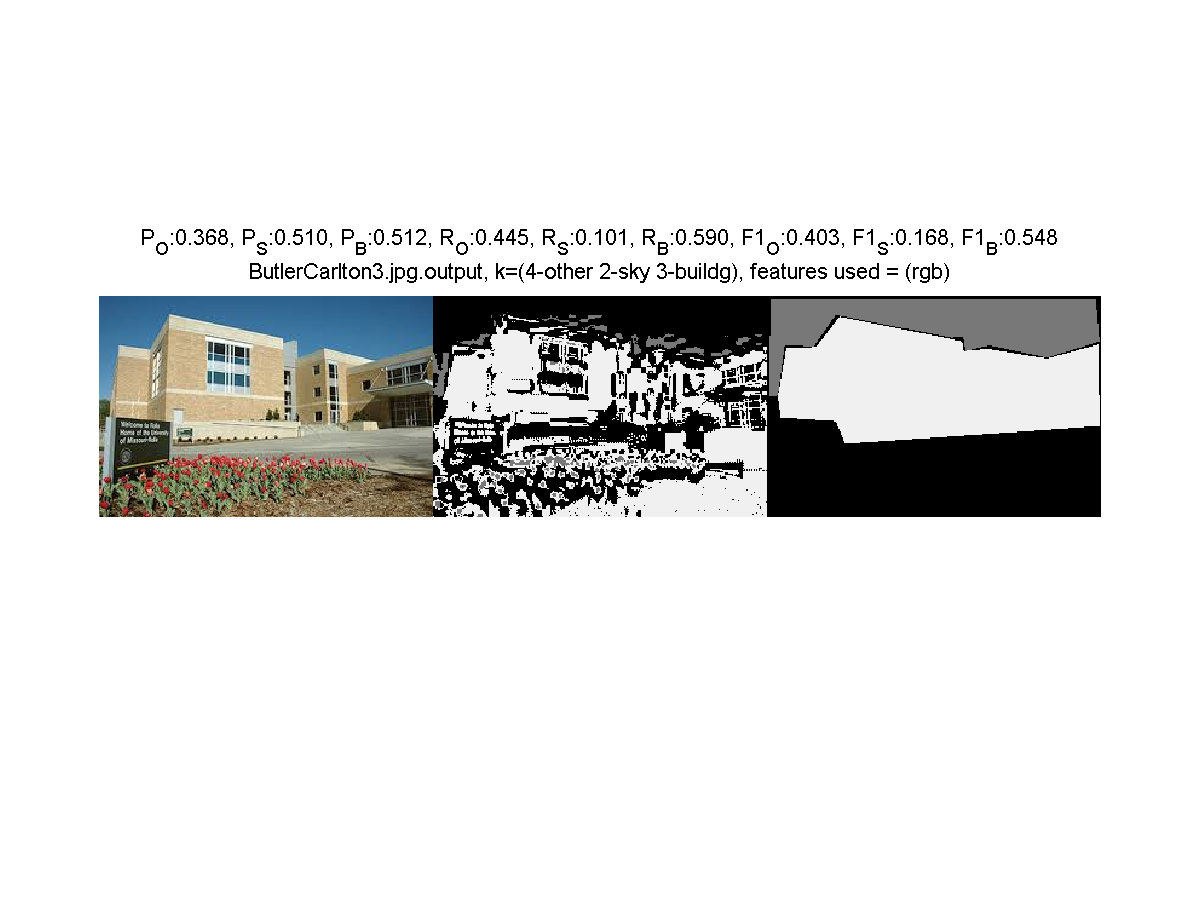 P_O:0.368, P_S:0.510, P_B:0.512, R_O:0.445, R_S:0.101, R_B:0.590, F1_O:0.403, F1_S:0.168, F1_B:0.548
ButlerCarlton3.jpg.output, k=(4-other 2-sky 3-buildg), features used = (rgb)
Welcome to Rolla
Home of the University
of Missouri-Rolla